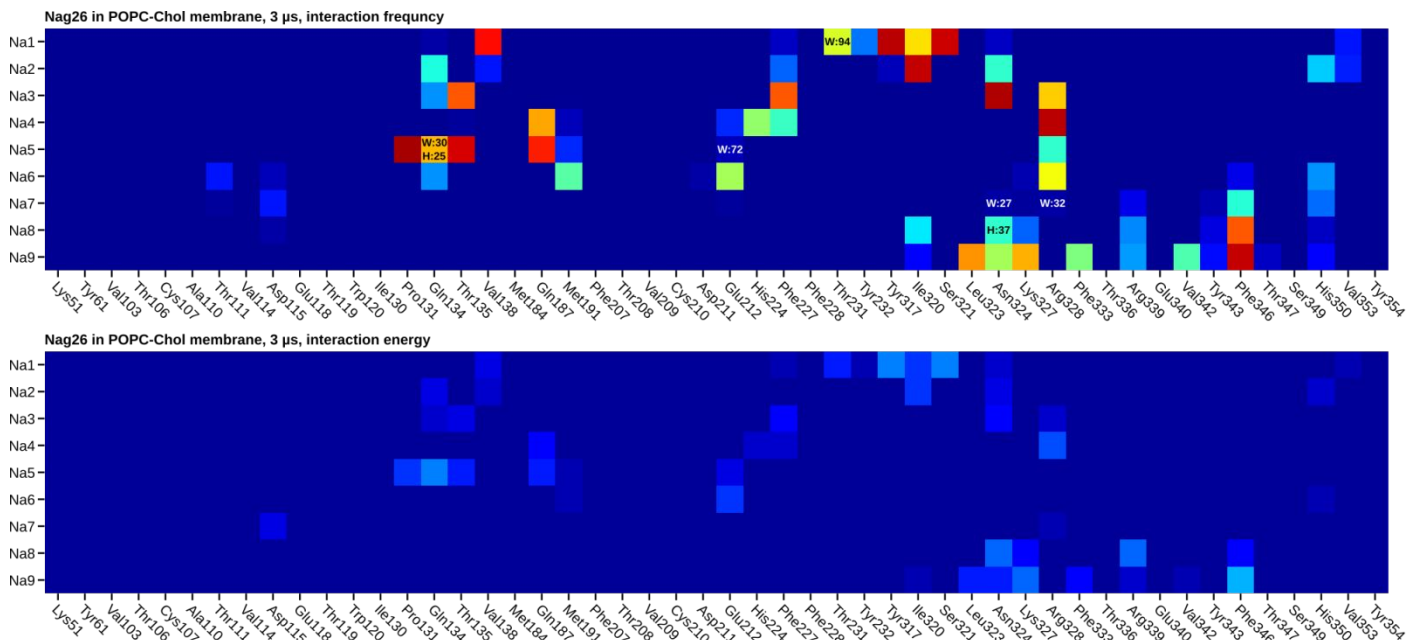 Nag26 in POPC-Chol membrane, 3 µs, interaction frequncy
Na1
W:94
Na2
Na3
Na4
Na5
W:30
H:25
W:72
Na6
Na7
W:27
W:32
Na8
H:37
Na9
Lys51
Tyr61
Val103
Thr106
Cys107
Ala110
Thr111
Val114
Asp115
Glu118
Thr119
Trp120
Ile130
Pro131
Gln134
Thr135
Val138
Met184
Gln187
Met191
Phe207
Thr208
Val209
Cys210
Asp211
Glu212
His224
Phe227
Phe228
Thr231
Tyr232
Tyr317
Ile320
Ser321
Leu323
Asn324
Lys327
Arg328
Phe333
Thr336
Arg339
Glu340
Val342
Tyr343
Phe346
Thr347
Ser349
His350
Val353
Tyr354
Nag26 in POPC-Chol membrane, 3 µs, interaction energy
Na1
Na2
Na3
Na4
Na5
Na6
Na7
Na8
Na9
Lys51
Tyr61
Val103
Thr106
Cys107
Ala110
Thr111
Val114
Asp115
Glu118
Thr119
Trp120
Ile130
Pro131
Gln134
Thr135
Val138
Met184
Gln187
Met191
Phe207
Thr208
Val209
Cys210
Asp211
Glu212
His224
Phe227
Phe228
Thr231
Tyr232
Tyr317
Ile320
Ser321
Leu323
Asn324
Lys327
Arg328
Phe333
Thr336
Arg339
Glu340
Val342
Tyr343
Phe346
Thr347
Ser349
His350
Val353
Tyr354